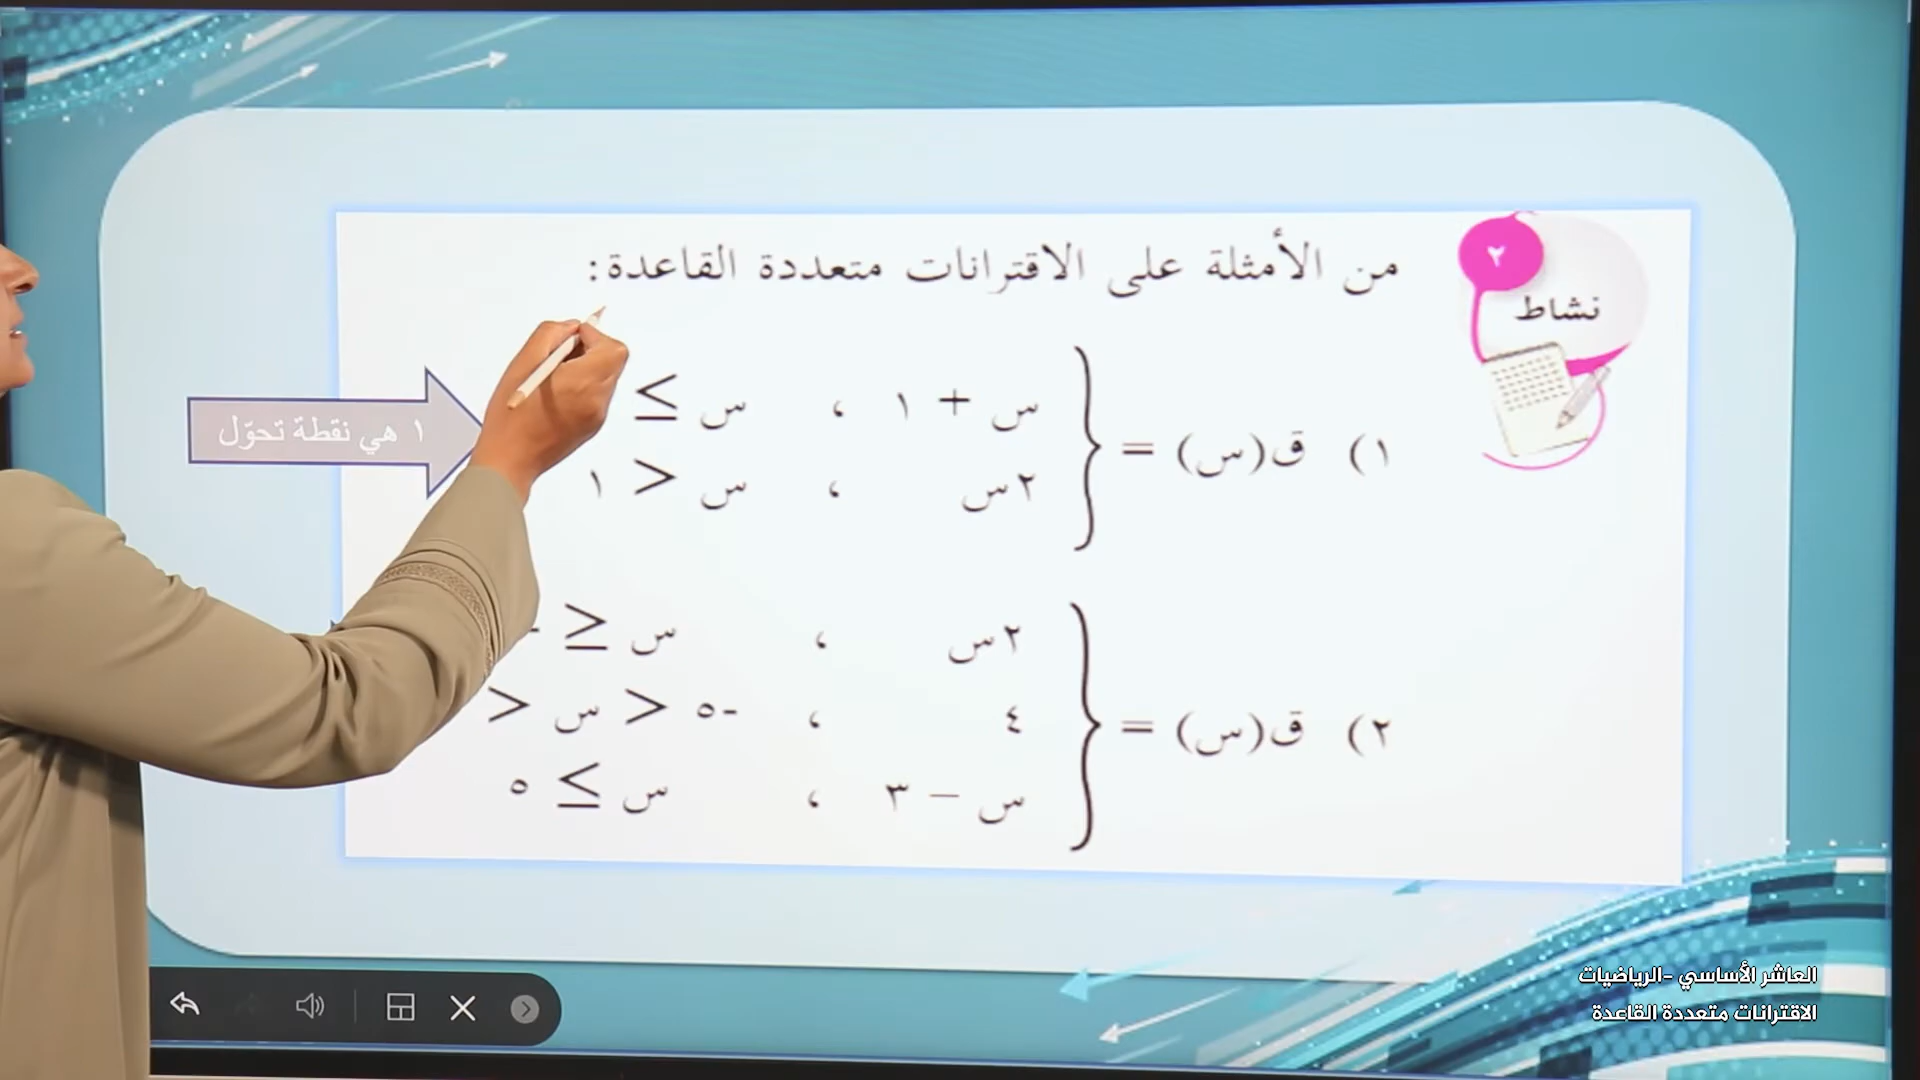 ٢
نشاط
من الأمثلة على الاقترانات متعددة القاعدة:
١) ق(س) =
س + ١ ، س ≥
٢س ، س < ١
١ هي نقطة تحوّل
٢) ق(س) =
٢س ، س ≤ -
٤ ، -٥ < س <
س − ٣ ، س ≥ ٥
العاشر الأساسي -الرياضيات
الاقترانات متعددة القاعدة